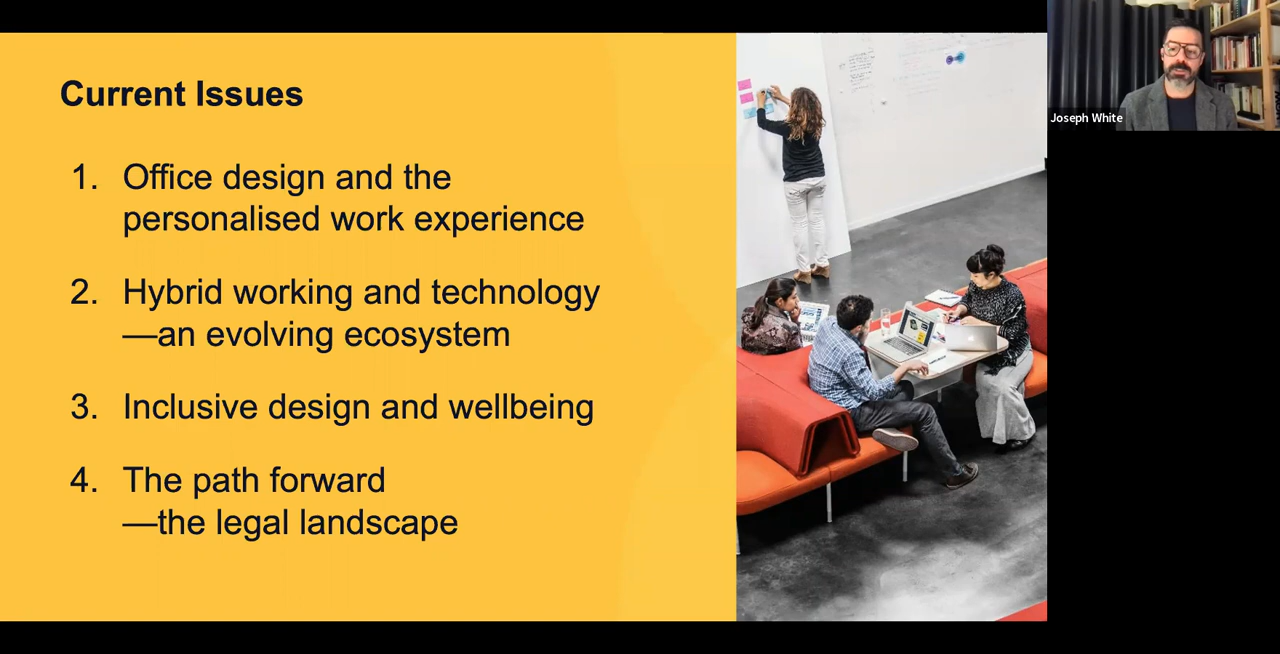 Current Issues
1. Office design and the
personalised work experience
2. Hybrid working and technology
—an evolving ecosystem
3. Inclusive design and wellbeing
4. The path forward
—the legal landscape
Joseph White